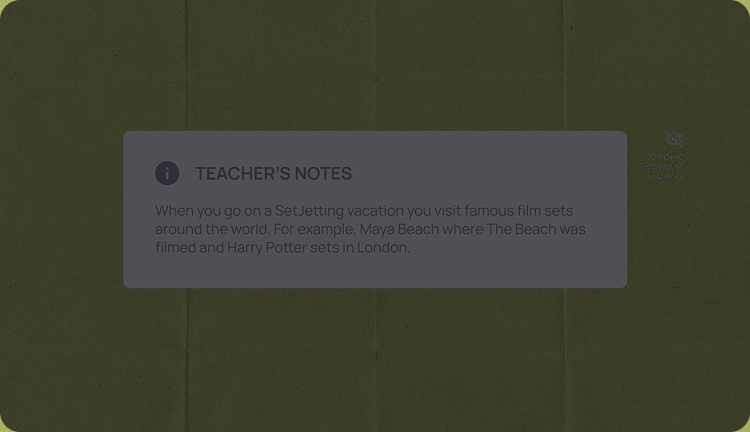 TEACHER'S NOTES
When you go on a SetJetting vacation you visit famous film sets
around the world. For example, Maya Beach where The Beach was
filmed and Harry Potter sets in London.